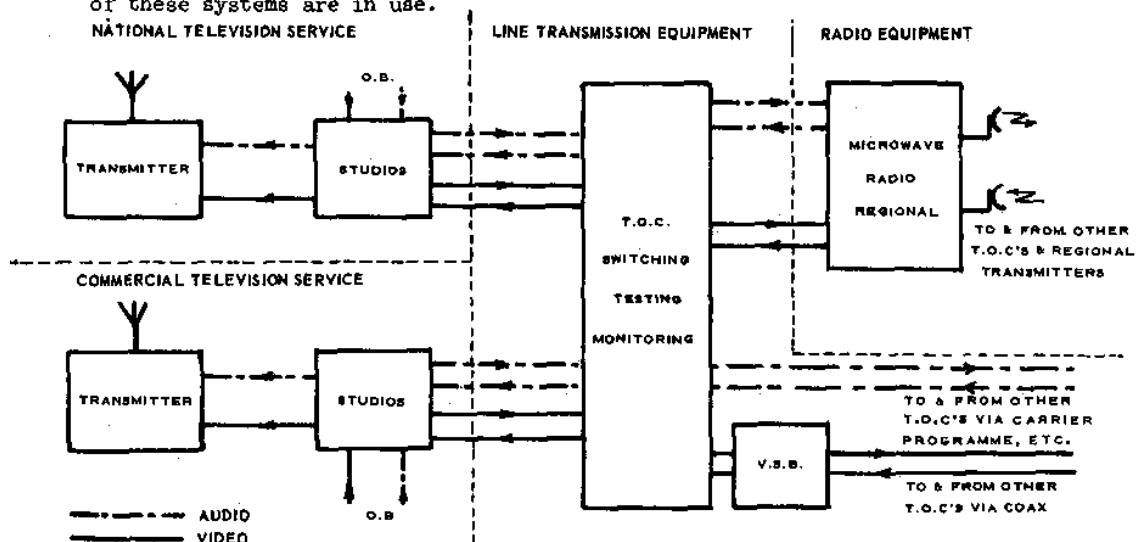 of these systems are in use.
NATIONAL TELEVISION SERVICE
LINE TRANSMISSION EQUIPMENT
RADIO EQUIPMENT
O.B.
TRANSMITTER
STUDIOS
MICROWAVE
RADIO
REGIONAL
TO & FROM OTHER
T.O.C'S & REGIONAL
TRANSMITTERS
T.O.C.
SWITCHING
TESTING
MONITORING
COMMERCIAL TELEVISION SERVICE
TRANSMITTER
STUDIOS
O.B
TO & FROM OTHER
T.O.C'S VIA CARRIER
PROGRAMME, ETC.
V.S.B.
TO & FROM OTHER
T.O.C'S VIA COAX
AUDIO
VIDEO